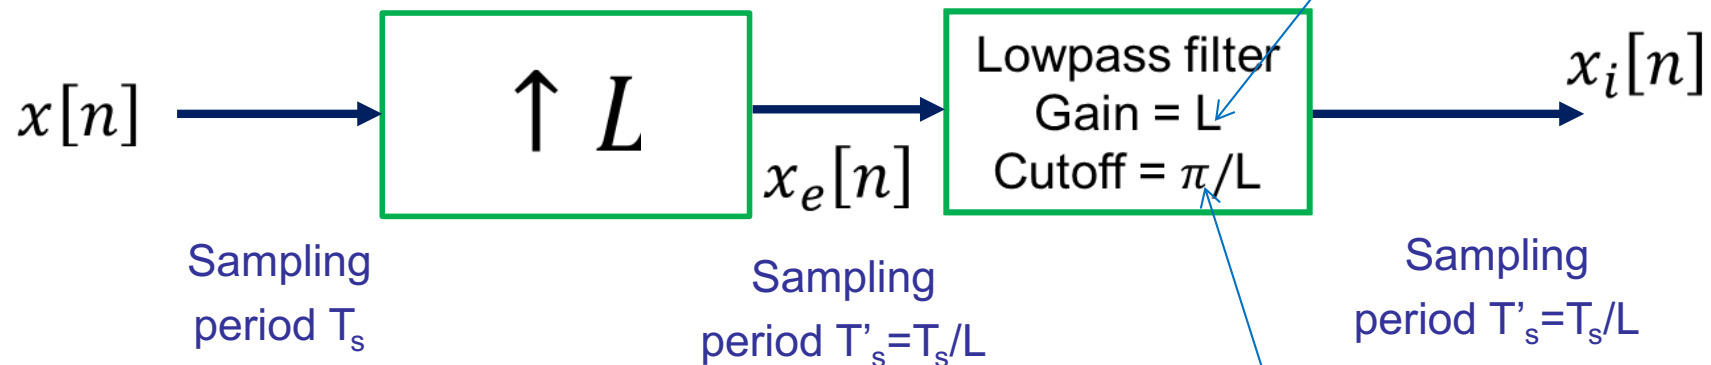 x[n]
↑ L
x_e[n]
Lowpass filter
Gain = L
Cutoff = π/L
x_i[n]
Sampling
period T_s
Sampling
period T'_s=T_s/L
Sampling
period T'_s=T_s/L